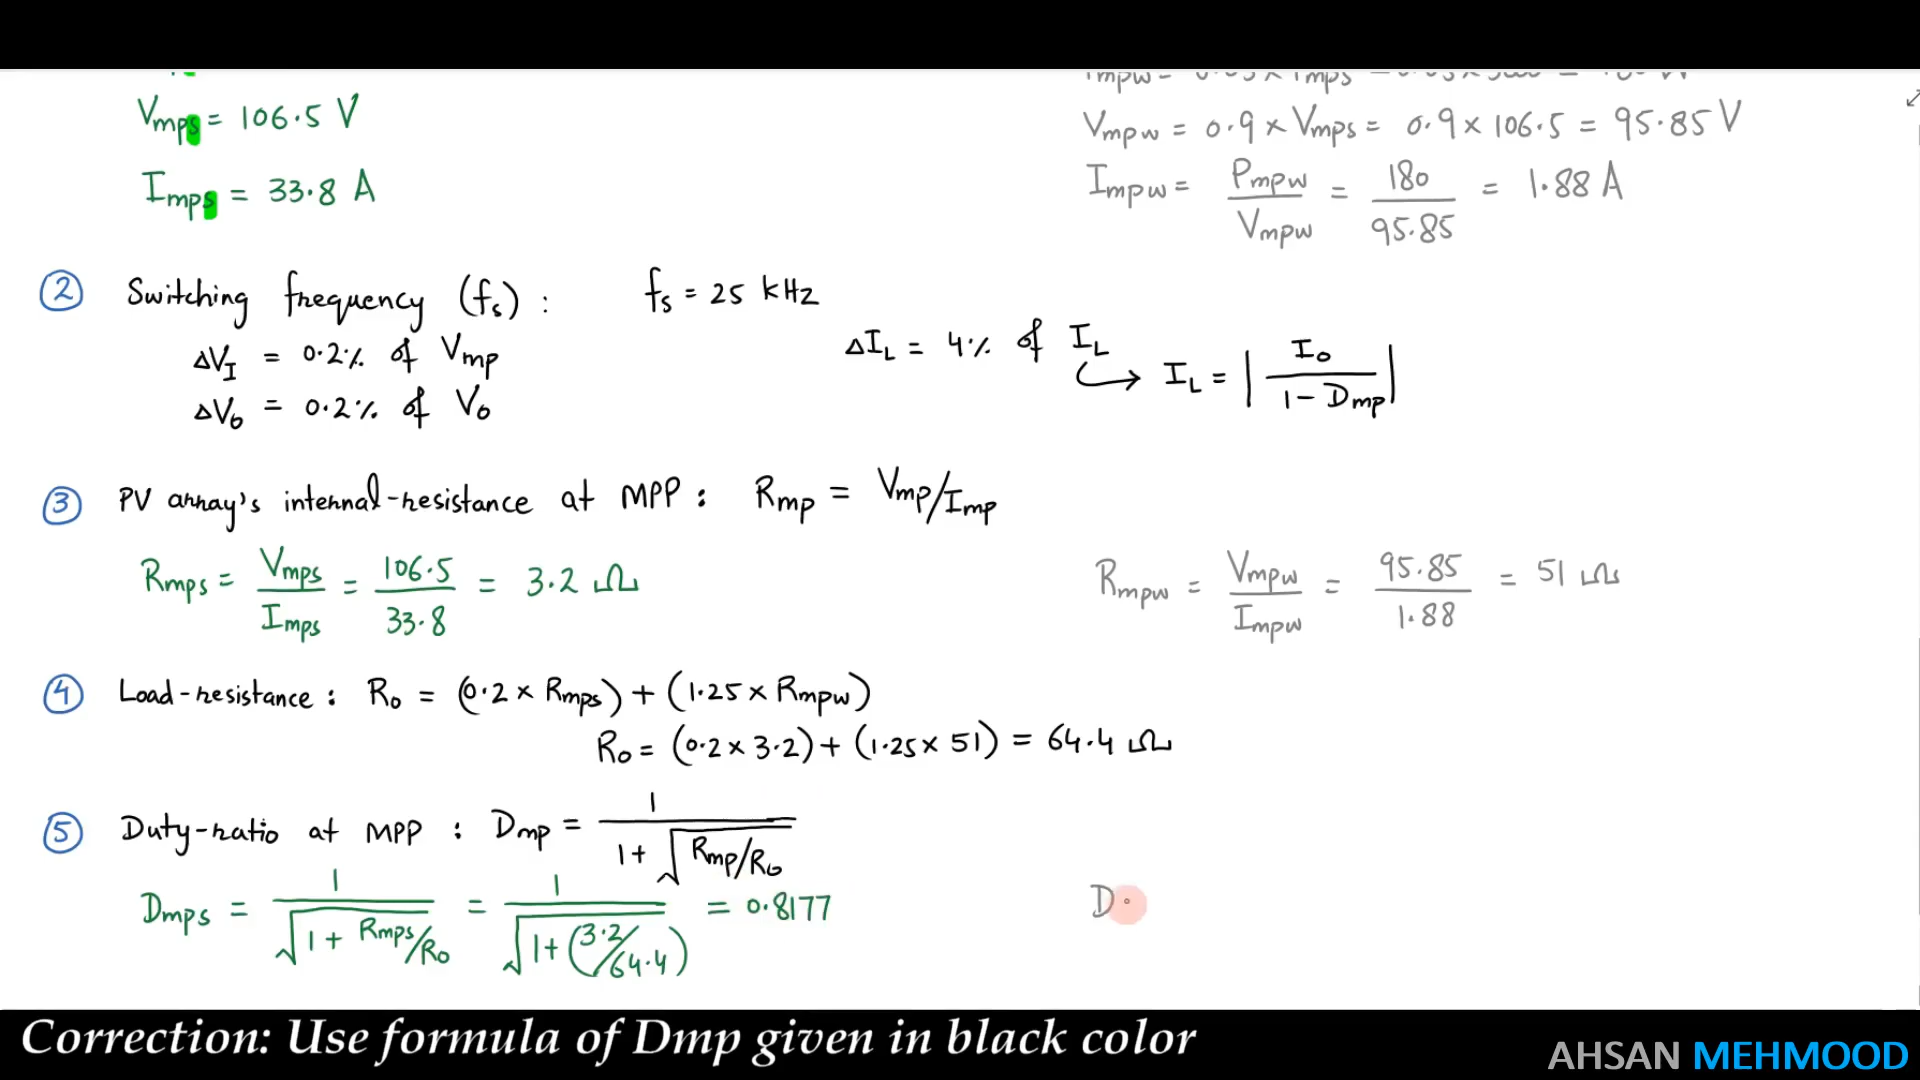 Vmps = 106.5 V
Imps = 33.8 A
Vmpw = 0.9 × Vmps = 0.9 × 106.5 = 95.85 V
Impw = Pmpw / Vmpw = 180 / 95.85 = 1.88 A
② Switching frequency (fs) : fs = 25 kHz
ΔVI = 0.2% of Vmp
ΔVo = 0.2% of Vo
ΔIL = 4% of IL → IL = | Io / 1 - Dmp |
③ PV array's internal-resistance at MPP : Rmp = Vmp/Imp
Rmps = Vmps / Imps = 106.5 / 33.8 = 3.2 Ω
Rmpw = Vmpw / Impw = 95.85 / 1.88 = 51 Ω
④ Load-resistance : Ro = (0.2 × Rmps) + (1.25 × Rmpw)
Ro = (0.2 × 3.2) + (1.25 × 51) = 64.4 Ω
⑤ Duty-ratio at MPP : Dmp = 1 / 1 + √Rmp/Ro
Dmps = 1 / √1 + Rmps/Ro = 1 / √1 + (3.2/64.4) = 0.8177
D
Correction: Use formula of Dmp given in black color
AHSAN MEHMOOD